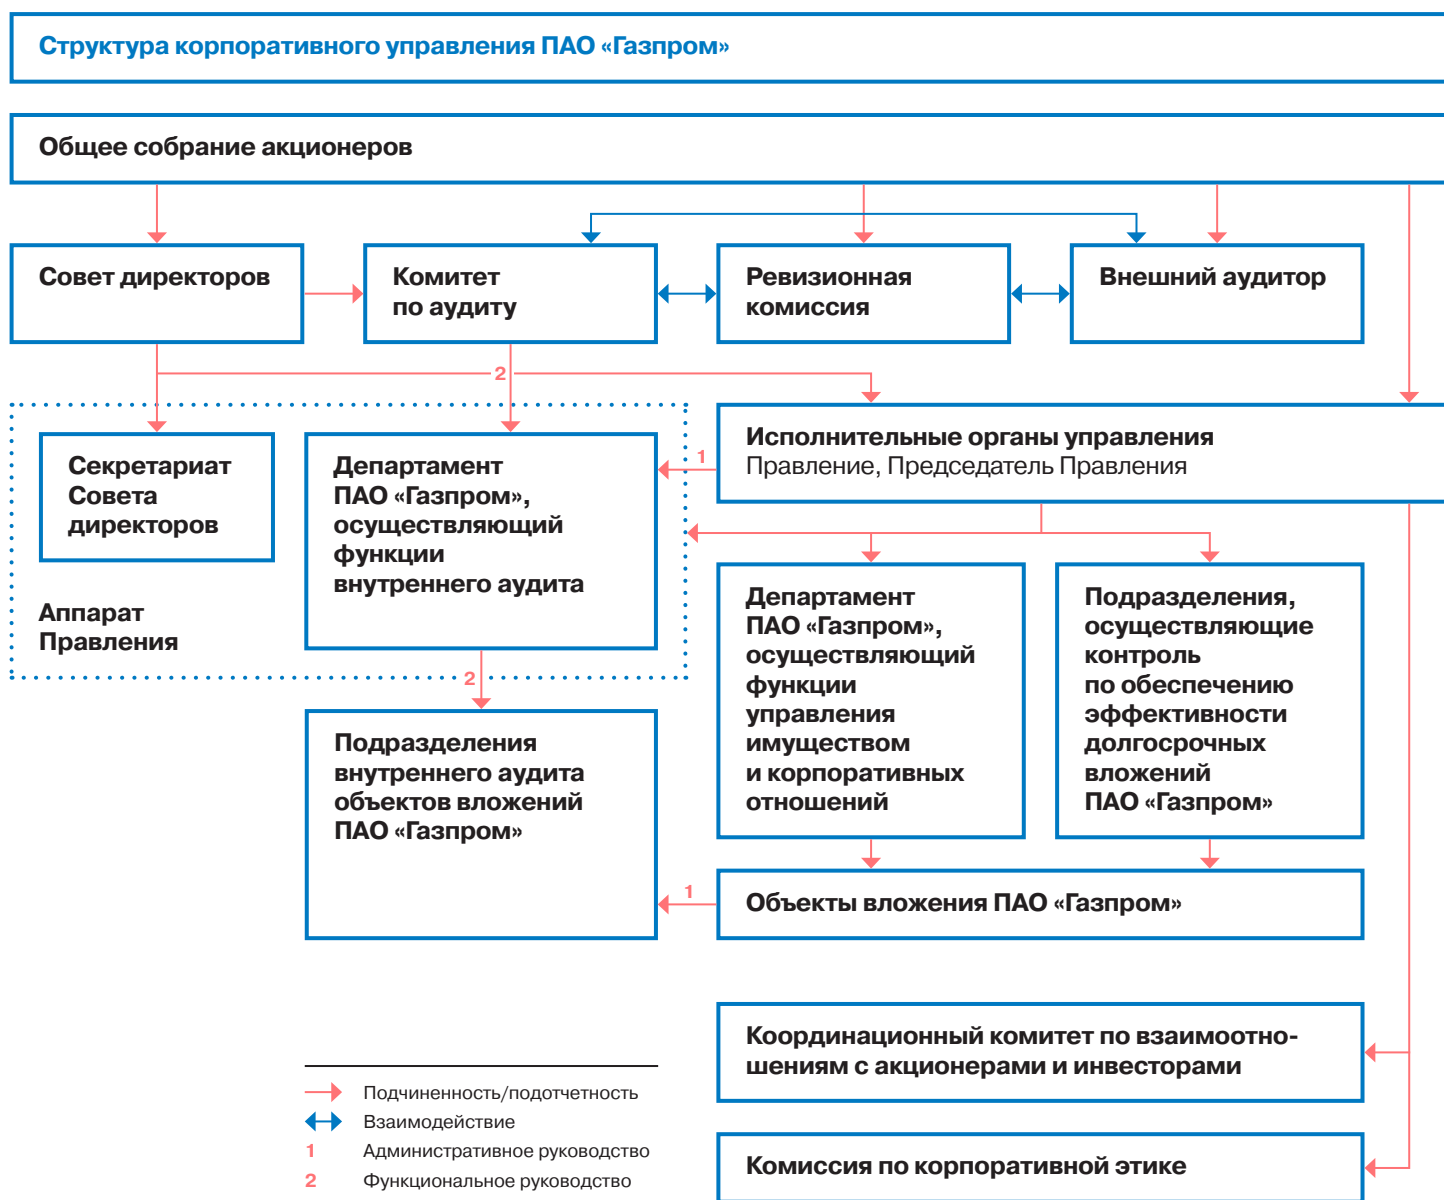 Структура корпоративного управления ПАО «Газпром»
Общее собрание акционеров
Совет директоров
Комитет
по аудиту
Ревизионная
комиссия
Внешний аудитор
2
Секретариат
Совета
директоров
Департамент
ПАО «Газпром»,
осуществляющий
функции
внутреннего аудита
1
Исполнительные органы управления
Правление, Председатель Правления
Аппарат
Правления
2
Департамент
ПАО «Газпром»,
осуществляющий
функции
управления
имуществом
и корпоративных
отношений
Подразделения,
осуществляющие
контроль
по обеспечению
эффективности
долгосрочных
вложений
ПАО «Газпром»
Подразделения
внутреннего аудита
объектов вложений
ПАО «Газпром»
1
Объекты вложения ПАО «Газпром»
Координационный комитет по взаимоотно-
шениям с акционерами и инвесторами
Комиссия по корпоративной этике
Подчиненность/подотчетность
Взаимодействие
1 Административное руководство
2 Функциональное руководство